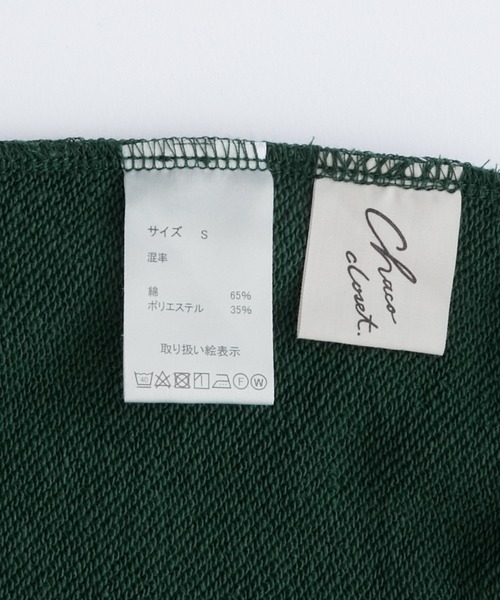 サイズ S
混率
綿 65%
ポリエステル 35%
取り扱い絵表示
40 F W
Chaco
closet.